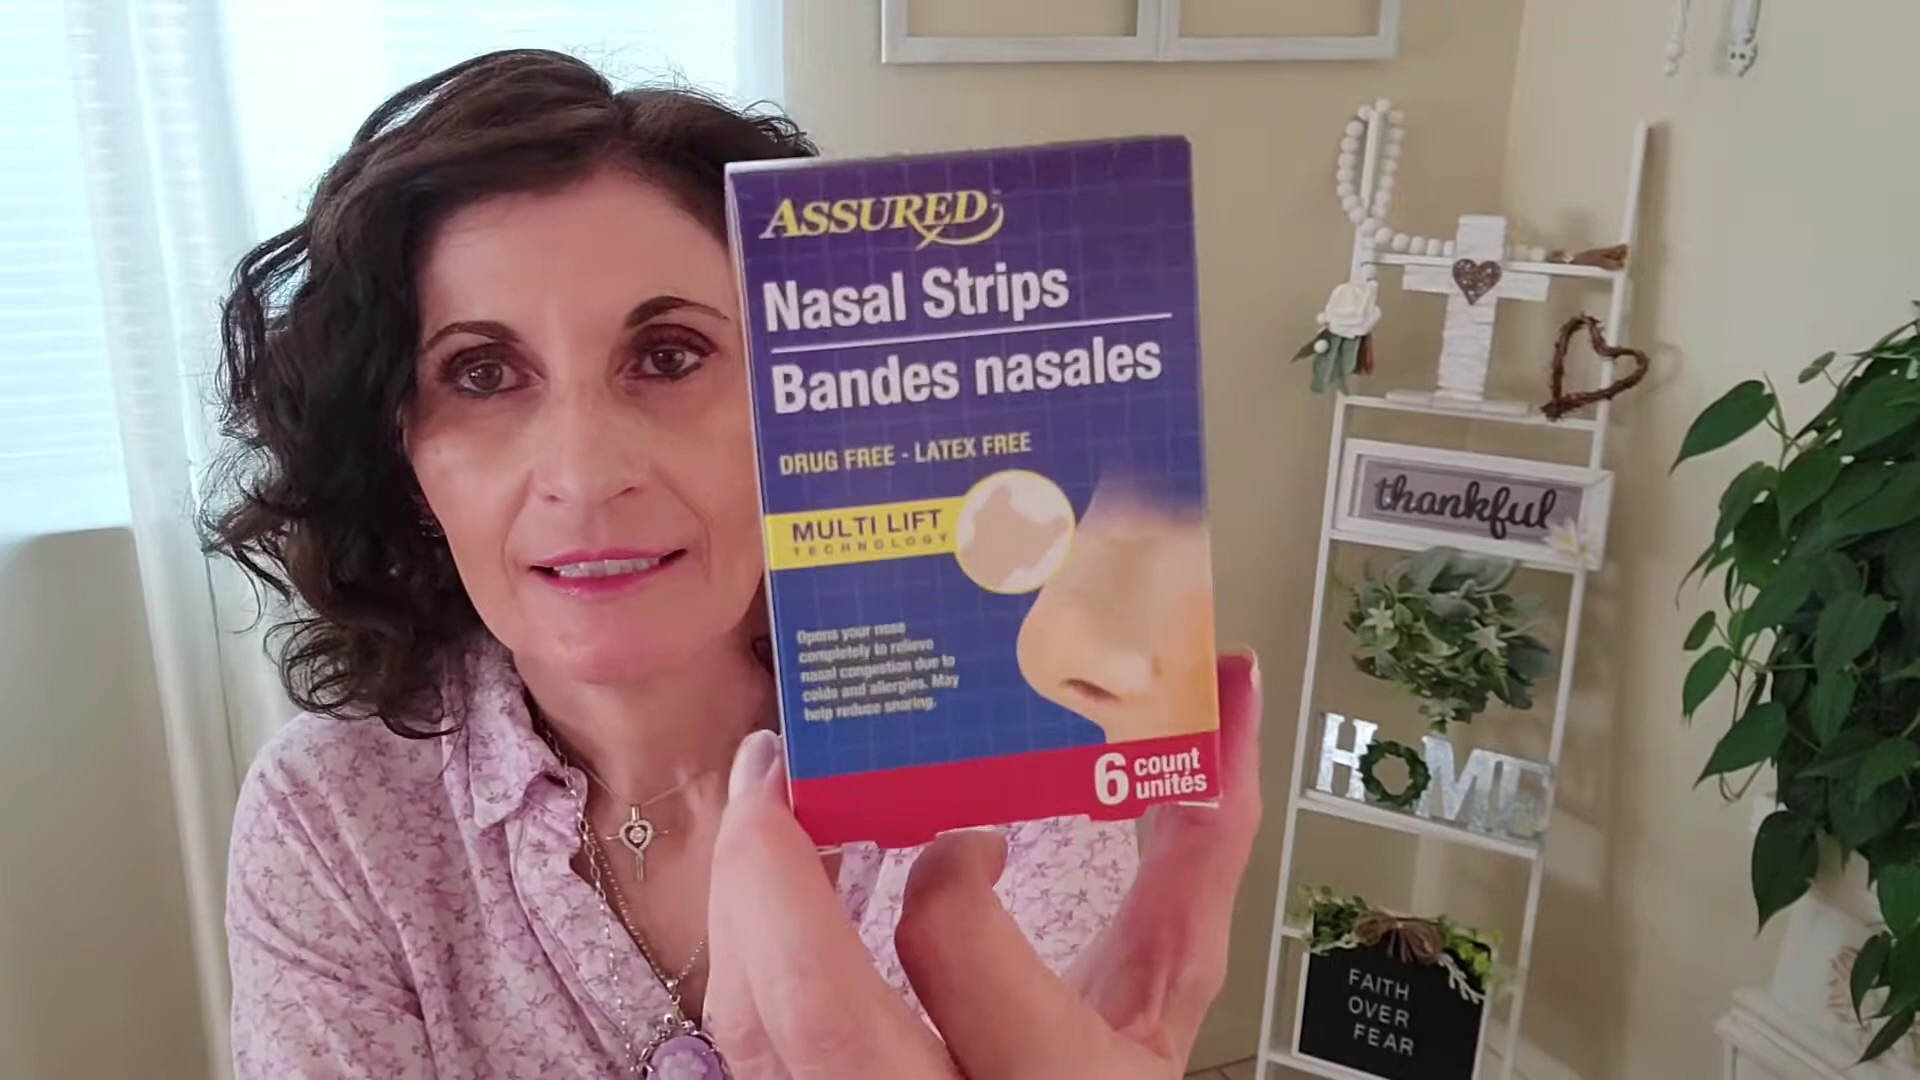 ASSURED
Nasal Strips
Bandes nasales
DRUG FREE - LATEX FREE
MULTI LIFT
TECHNOLOGY
Opens your nose
completely to relieve
nasal congestion due to
colds and allergies. May
help reduce snoring.
6 count
unités
thankful
HOME
FAITH
OVER
FEAR